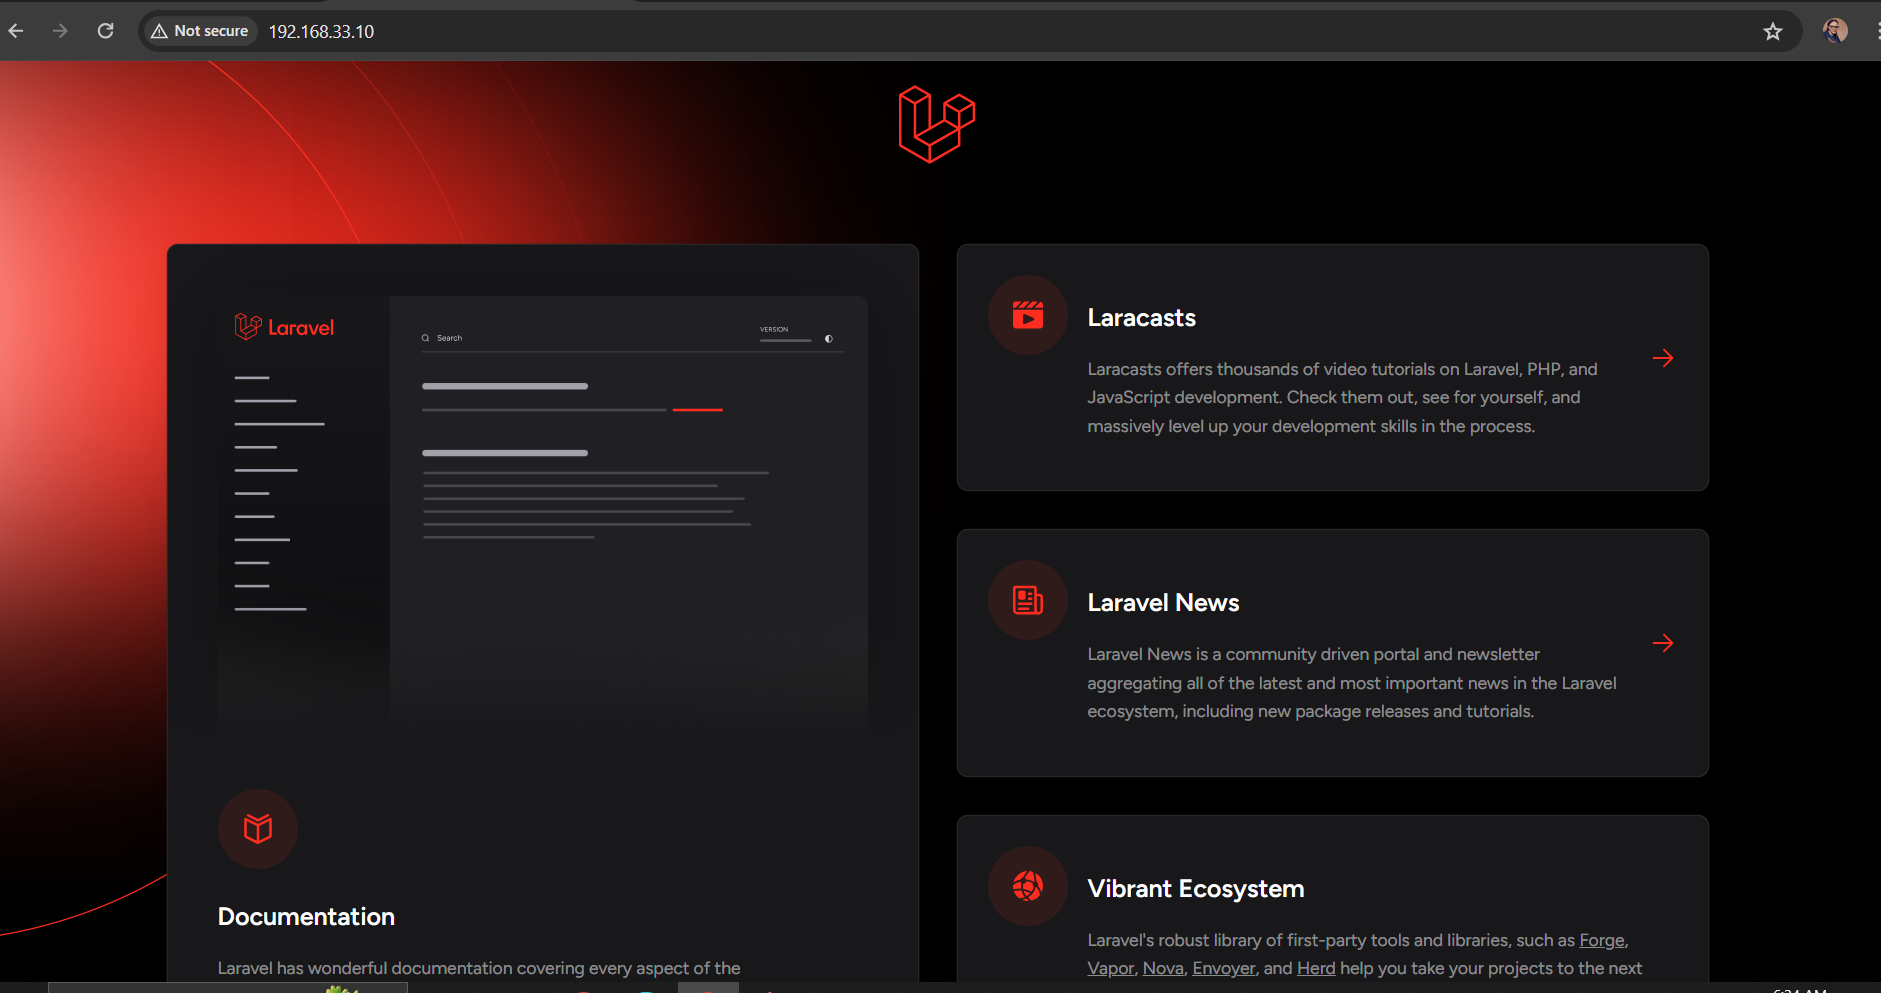 Not secure
192.168.33.10
Laravel
Search
VERSION
Documentation
Laravel has wonderful documentation covering every aspect of the
Laracasts
Laracasts offers thousands of video tutorials on Laravel, PHP, and
JavaScript development. Check them out, see for yourself, and
massively level up your development skills in the process.
Laravel News
Laravel News is a community driven portal and newsletter
aggregating all of the latest and most important news in the Laravel
ecosystem, including new package releases and tutorials.
Vibrant Ecosystem
Laravel's robust library of first-party tools and libraries, such as Forge,
Vapor, Nova, Envoyer, and Herd help you take your projects to the next